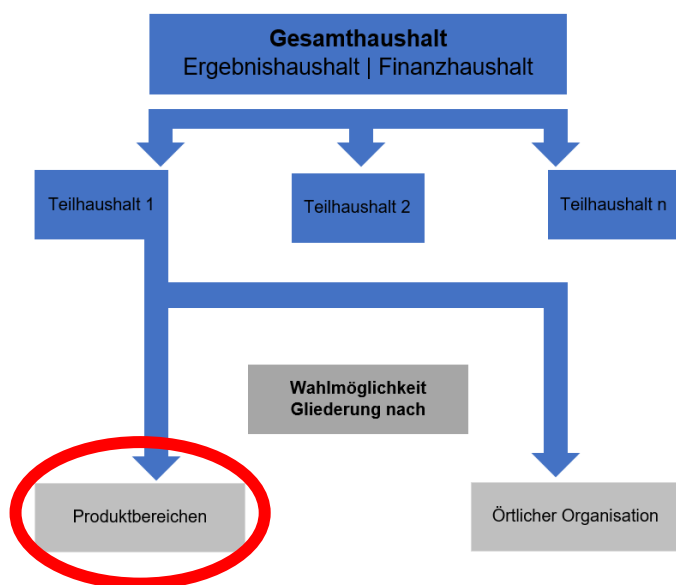 Gesamthaushalt
Ergebnishaushalt | Finanzhaushalt
Teilhaushalt 1
Teilhaushalt 2
Teilhaushalt n
Wahlmöglichkeit
Gliederung nach
Produktbereichen
Örtlicher Organisation